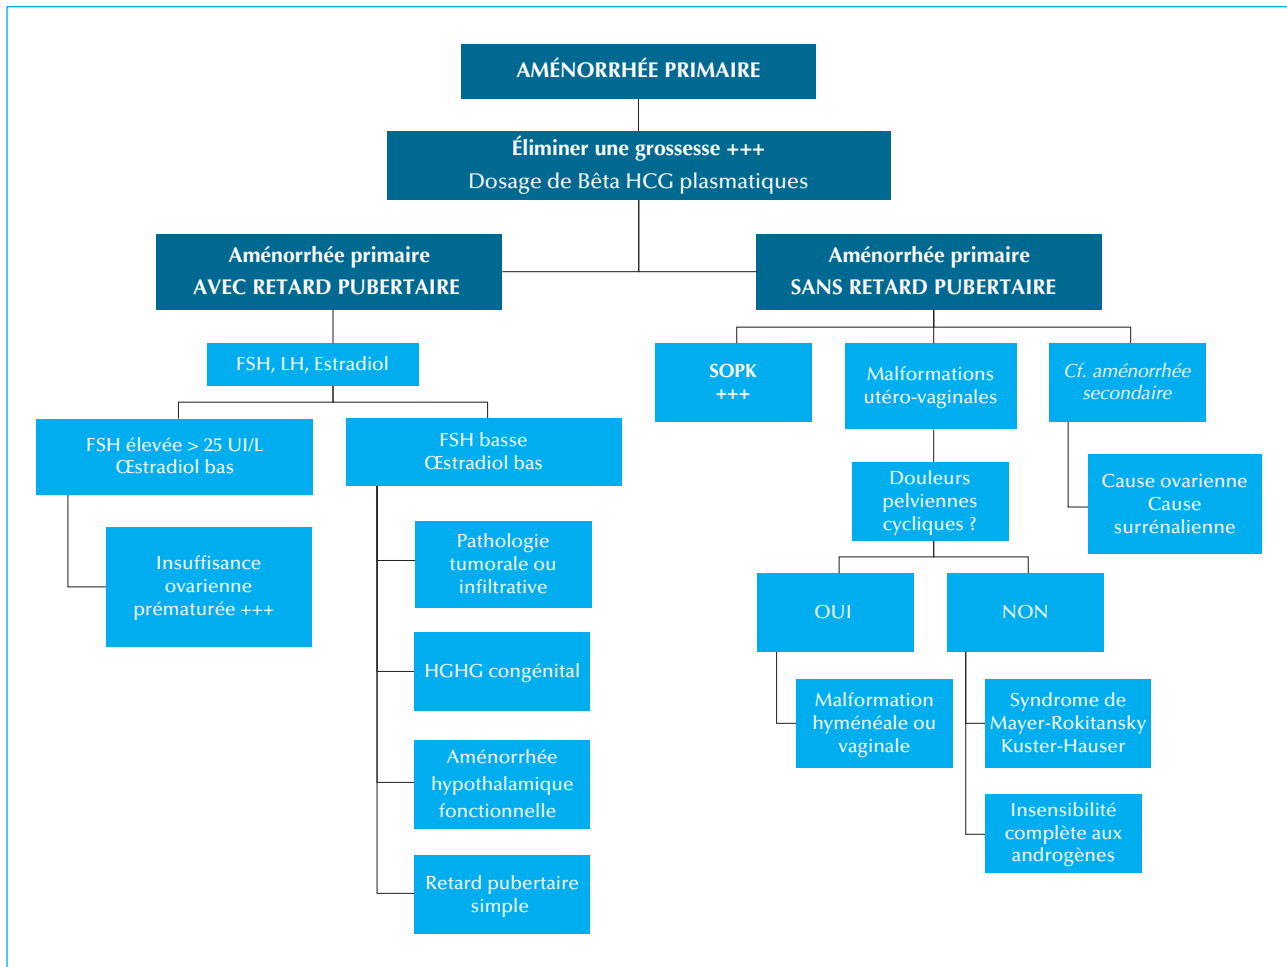 AMÉNORRHÉE PRIMAIRE
Éliminer une grossesse +++
Dosage de Bêta HCG plasmatiques
Aménorrhée primaire
AVEC RETARD PUBERTAIRE
Aménorrhée primaire
SANS RETARD PUBERTAIRE
FSH, LH, Estradiol
FSH élevée > 25 UI/L
Œstradiol bas
Insuffisance
ovarienne
prématurée +++
FSH basse
Œstradiol bas
Pathologie
tumorale ou
infiltrative
HGHG congénital
Aménorrhée
hypothalamique
fonctionnelle
Retard pubertaire
simple
SOPK
+++
Malformations
utéro-vaginales
Douleurs
pelviennes
cycliques ?
OUI
Malformation
hyménéale ou
vaginale
NON
Syndrome de
Mayer-Rokitansky
Kuster-Hauser
Insensibilité
complète aux
androgènes
Cf. aménorrhée
secondaire
Cause ovarienne
Cause
surrénalienne